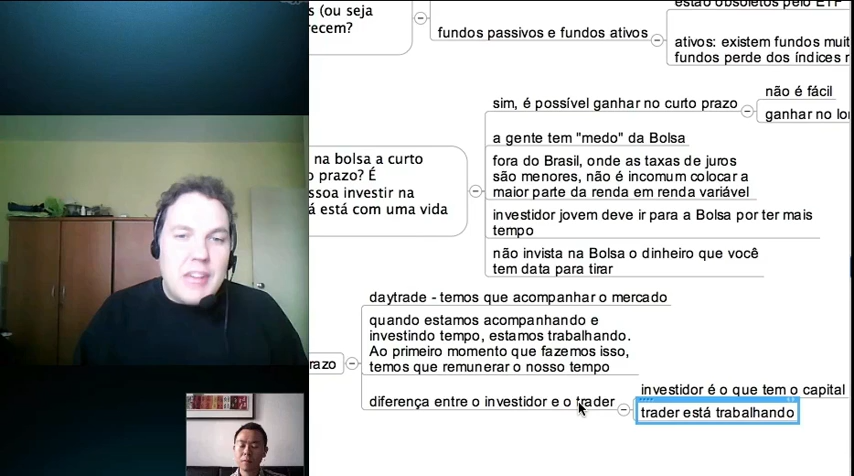 s (ou seja
recem?
fundos passivos e fundos ativos
estão obsoletos pelo ETF
ativos: existem fundos muit
fundos perde dos índices r
na bolsa a curto
o prazo? É
ssoa investir na
á está com uma vida
sim, é possível ganhar no curto prazo
não é fácil
ganhar no lon
a gente tem "medo" da Bolsa
fora do Brasil, onde as taxas de juros
são menores, não é incomum colocar a
maior parte da renda em renda variável
investidor jovem deve ir para a Bolsa por ter mais
tempo
não invista na Bolsa o dinheiro que você
tem data para tirar
razo
daytrade - temos que acompanhar o mercado
quando estamos acompanhando e
investindo tempo, estamos trabalhando.
Ao primeiro momento que fazemos isso,
temos que remunerar o nosso tempo
diferença entre o investidor e o trader
investidor é o que tem o capital
trader está trabalhando